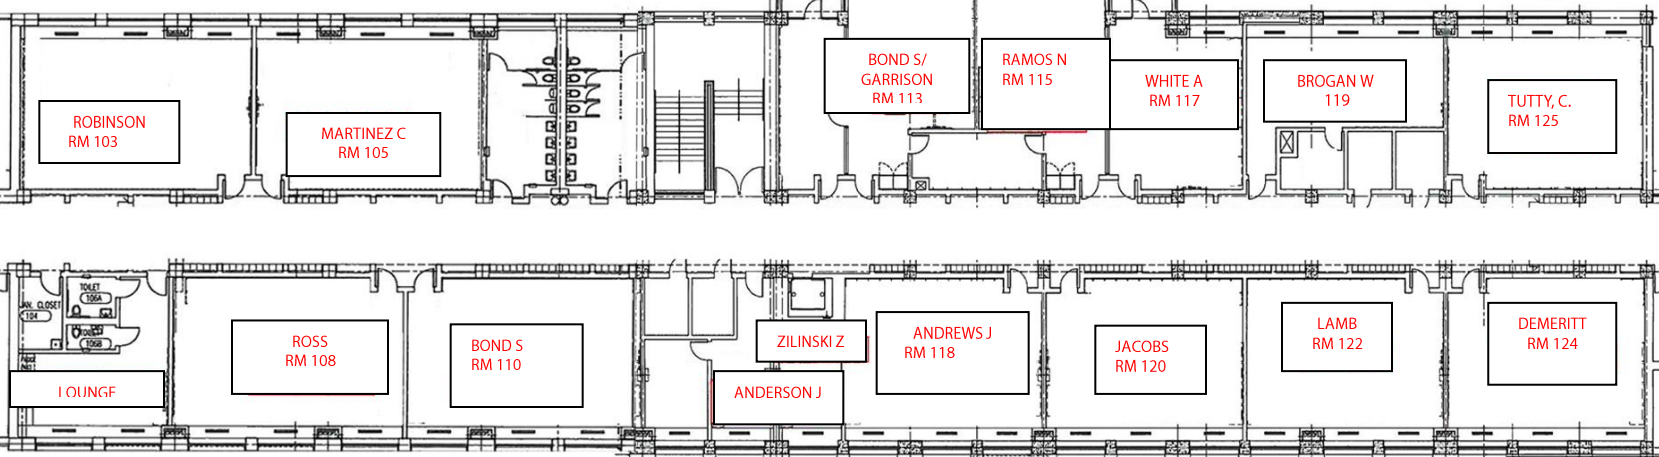 ROBINSON
RM 103
MARTINEZ C
RM 105
BOND S/
GARRISON
RM 113
RAMOS N
RM 115
WHITE A
RM 117
BROGAN W
119
TUTTY, C.
RM 125
TOILET
106A
CLOSET
104
106B
LOUNGE
ROSS
RM 108
BOND S
RM 110
ZILINSKI Z
ANDERSON J
ANDREWS J
RM 118
JACOBS
RM 120
LAMB
RM 122
DEMERITT
RM 124